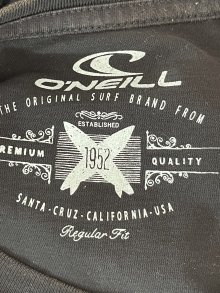 O'NEILL
THE ORIGINAL SURF BRAND FROM
ESTABLISHED
1952
PREMIUM QUALITY
SANTA-CRUZ-CALIFORNIA-USA
Regular Fit